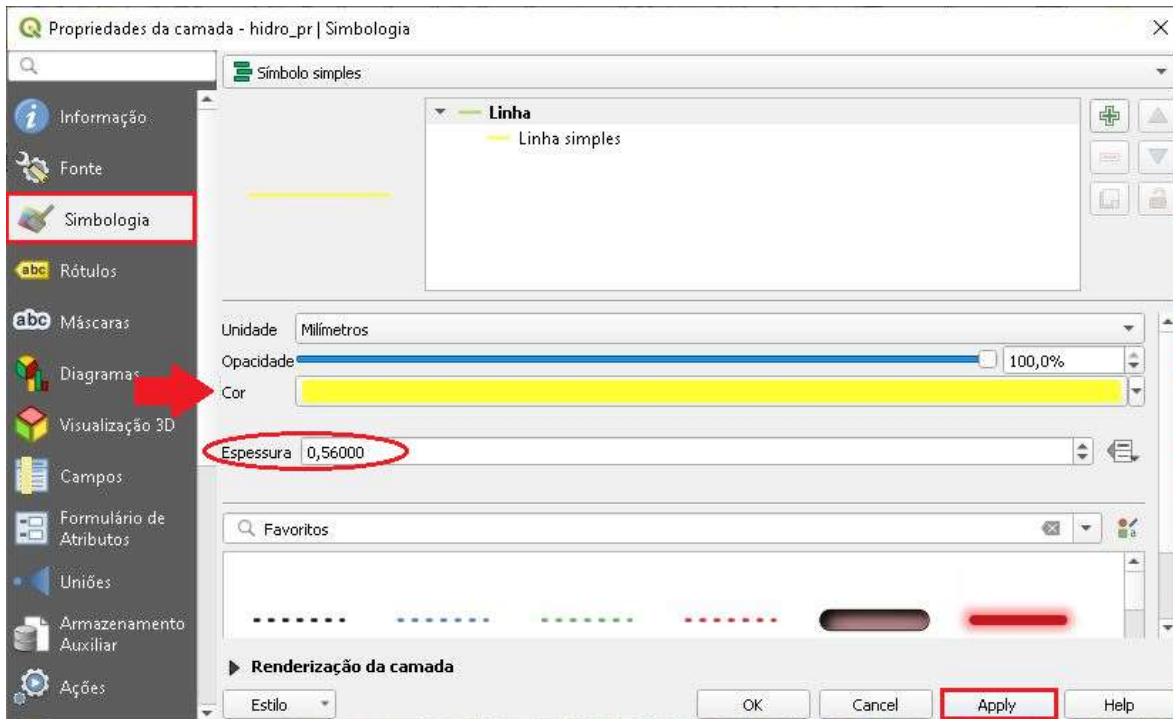 Propriedades da camada - hidro_pr | Simbologia
Símbolo simples
Informação
Fonte
Simbologia
abc Rótulos
abc Máscaras
Diagramas
Visualização 3D
Campos
Formulário de
Atributos
Uniões
Armazenamento
Auxiliar
Ações
Linha
Linha simples
Unidade Milímetros
Opacidade 100,0%
Cor
Espessura 0,56000
Favoritos
Renderização da camada
Estilo OK Cancel Apply Help